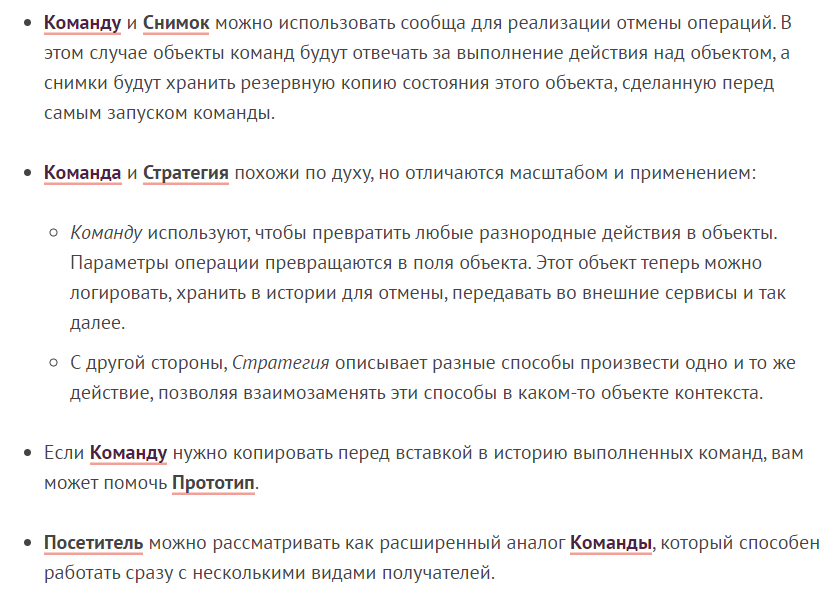 Команду и Снимок можно использовать сообща для реализации отмены операций. В
этом случае объекты команд будут отвечать за выполнение действия над объектом, а
снимки будут хранить резервную копию состояния этого объекта, сделанную перед
самым запуском команды.
Команда и Стратегия похожи по духу, но отличаются масштабом и применением:
Команду используют, чтобы превратить любые разнородные действия в объекты.
Параметры операции превращаются в поля объекта. Этот объект теперь можно
логировать, хранить в истории для отмены, передавать во внешние сервисы и так
далее.
С другой стороны, Стратегия описывает разные способы произвести одно и то же
действие, позволяя взаимозаменять эти способы в каком-то объекте контекста.
Если Команду нужно копировать перед вставкой в историю выполненных команд, вам
может помочь Прототип.
Посетитель можно рассматривать как расширенный аналог Команды, который способен
работать сразу с несколькими видами получателей.